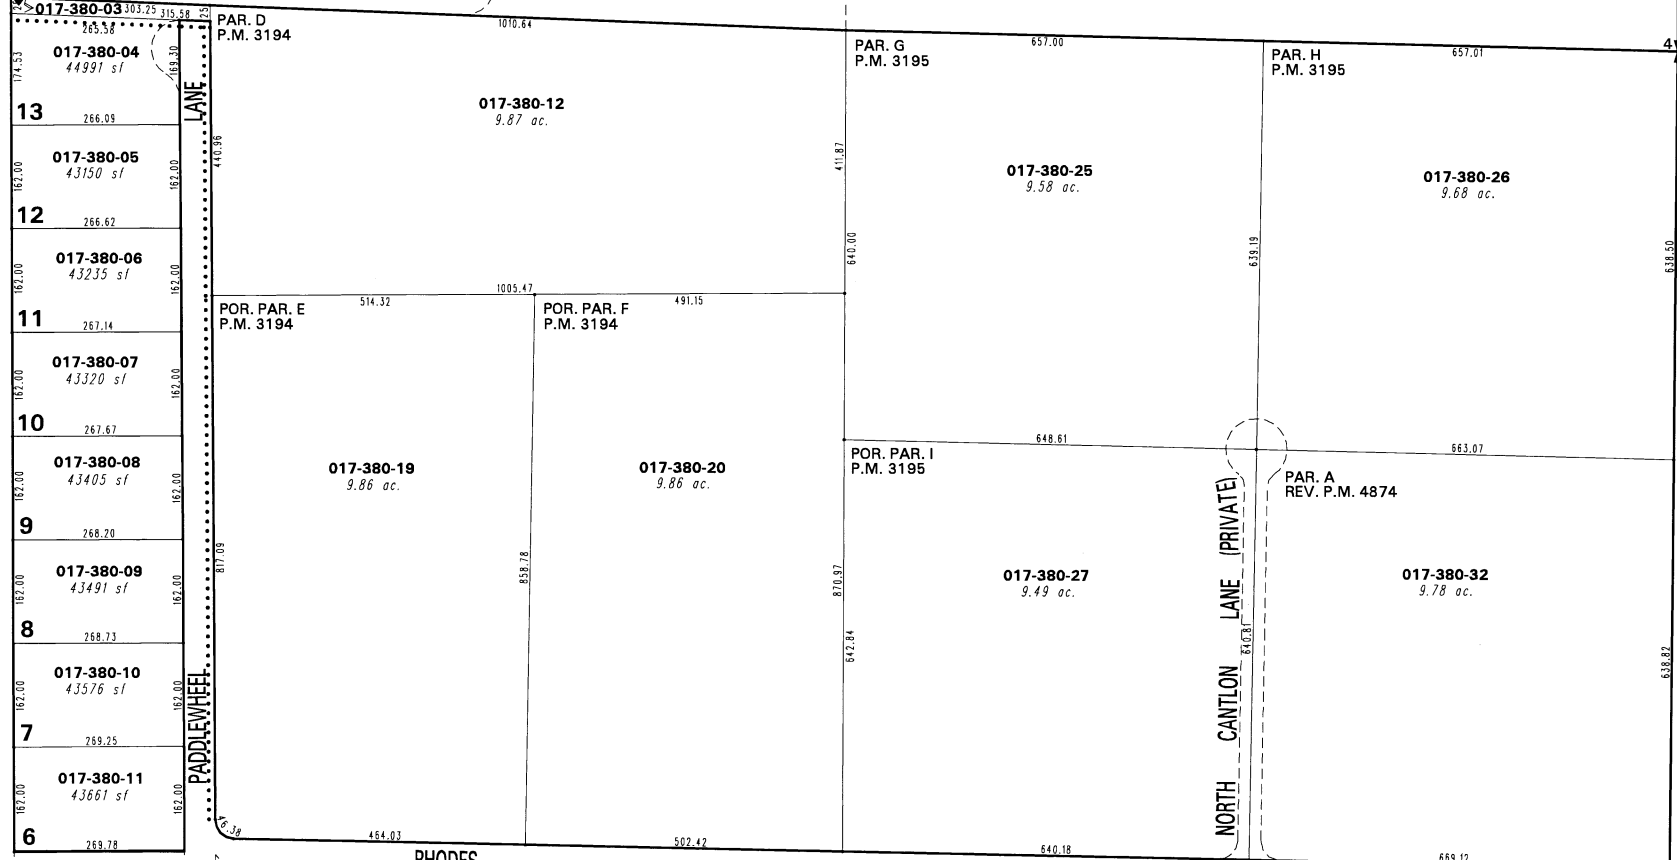 017-380-03
303.25
315.58
25
265.58
017-380-04
44991 sf
174.53
169.30
13
266.09
017-380-05
43150 sf
162.00
162.00
12
266.62
017-380-06
43235 sf
162.00
162.00
11
267.14
017-380-07
43320 sf
162.00
162.00
10
267.67
017-380-08
43405 sf
162.00
162.00
9
268.20
017-380-09
43491 sf
162.00
162.00
8
268.73
017-380-10
43576 sf
162.00
162.00
7
269.25
017-380-11
43661 sf
162.00
162.00
6
269.78
PADDLEWHEEL LANE
PAR. D
P.M. 3194
1010.64
017-380-12
9.87 ac.
440.96
411.87
1005.47
514.32
491.15
POR. PAR. E
P.M. 3194
POR. PAR. F
P.M. 3194
017-380-19
9.86 ac.
017-380-20
9.86 ac.
817.09
858.78
870.97
46.38
464.03
502.42
RHODES
PAR. G
P.M. 3195
657.00
017-380-25
9.58 ac.
640.00
639.19
PAR. H
P.M. 3195
657.01
017-380-26
9.68 ac.
638.50
648.61
663.07
POR. PAR. I
P.M. 3195
017-380-27
9.49 ac.
642.84
640.18
NORTH CANTLON LANE (PRIVATE)
640.81
PAR. A
REV. P.M. 4874
017-380-32
9.78 ac.
638.82
669.12